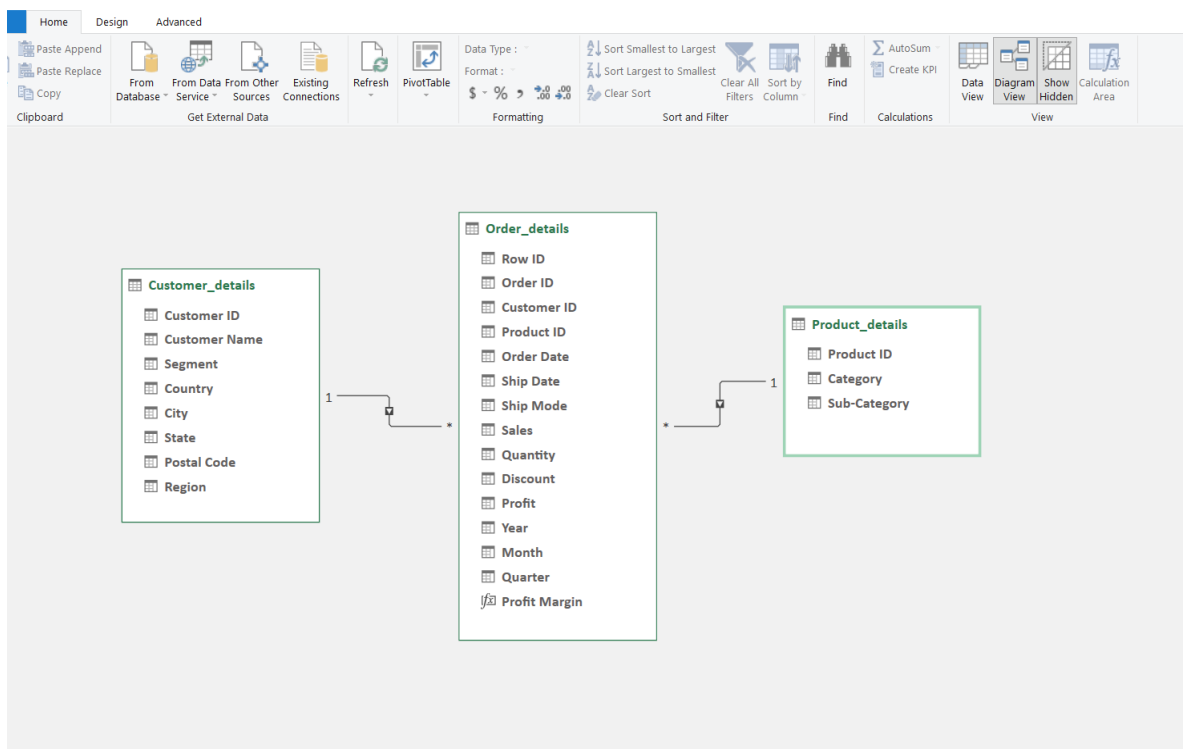 Home Design Advanced
Paste Append
Paste Replace
Copy
Clipboard
From Database
From Data Service
From Other Sources
Existing Connections
Get External Data
Refresh
PivotTable
Data Type :
Format :
$ % , .0 .00 .00 .0
Formatting
Sort Smallest to Largest
Sort Largest to Smallest
Clear Sort
Clear All Filters
Sort by Column
Sort and Filter
Find
Find
AutoSum
Create KPI
Calculations
Data View
Diagram View
Show Hidden
Calculation Area
View
Customer_details
Customer ID
Customer Name
Segment
Country
City
State
Postal Code
Region
1
*
Order_details
Row ID
Order ID
Customer ID
Product ID
Order Date
Ship Date
Ship Mode
Sales
Quantity
Discount
Profit
Year
Month
Quarter
fx Profit Margin
*
1
Product_details
Product ID
Category
Sub-Category